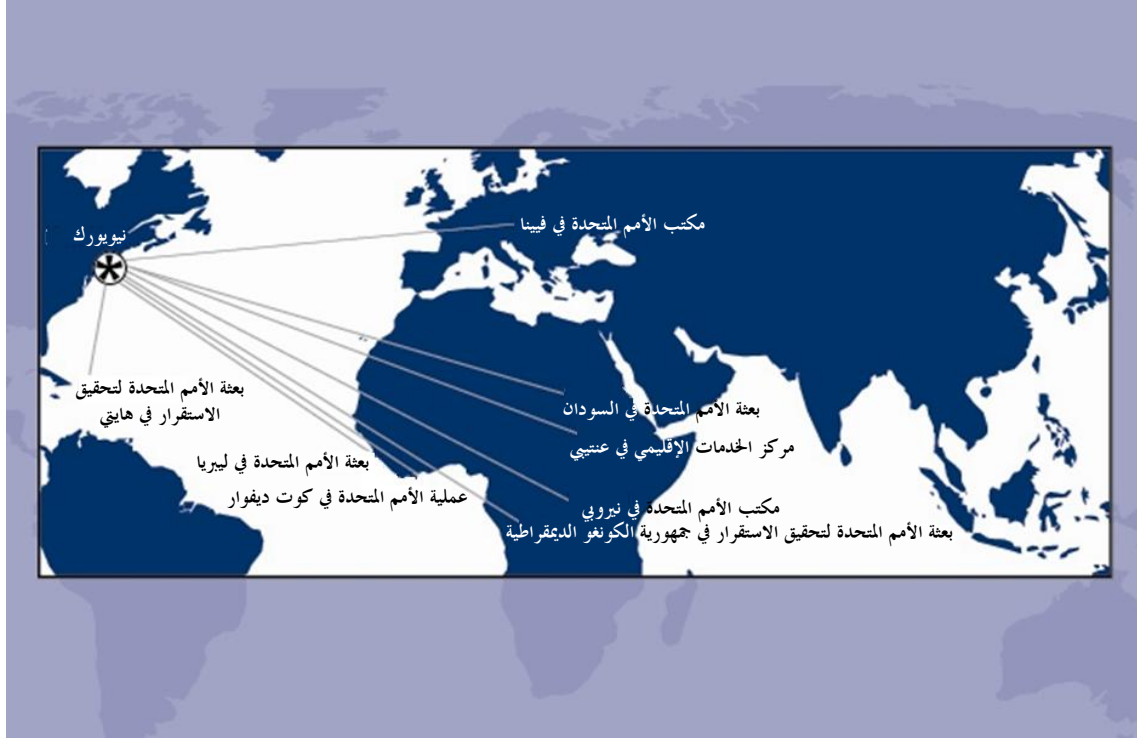 مكتب الأمم المتحدة في فيينا
نيويورك
بعثة الأمم المتحدة لتحقيق
الاستقرار في هايتي
بعثة الأمم المتحدة في السودان
مركز الخدمات الإقليمي في عنتيبي
بعثة الأمم المتحدة في ليبريا
عملية الأمم المتحدة في كوت ديفوار
مكتب الأمم المتحدة في نيروبي
بعثة الأمم المتحدة لتحقيق الاستقرار في جمهورية الكونغو الديمقراطية